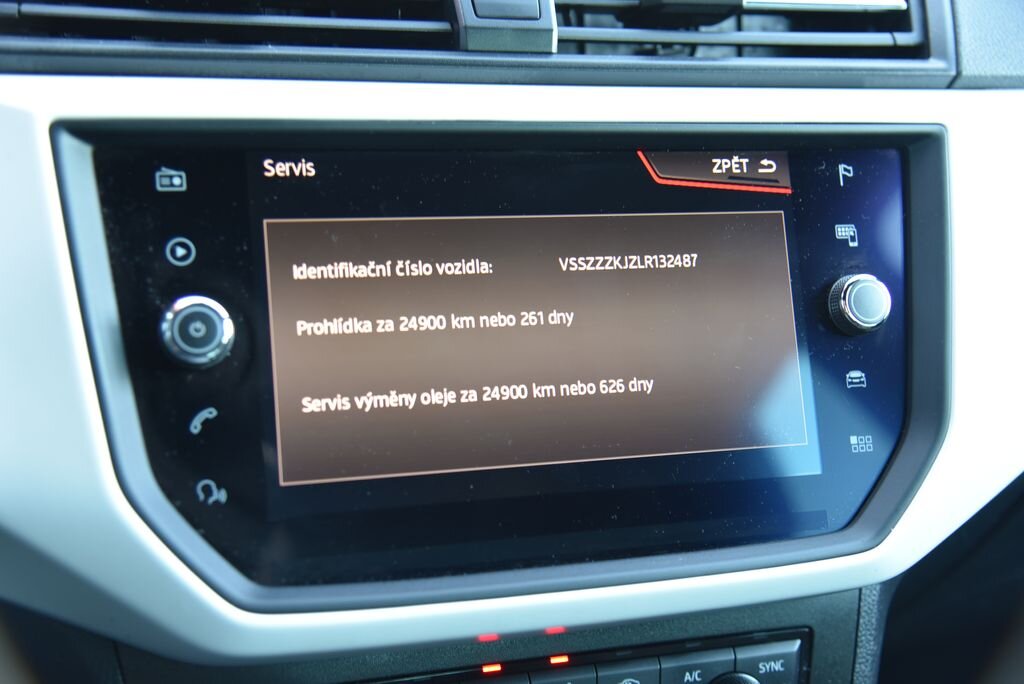 Servis
ZPĚT
Identifikační číslo vozidla: VSSZZZKJZLR132487
Prohlídka za 24900 km nebo 261 dny
Servis výměny oleje za 24900 km nebo 626 dny
A/C
SYNC